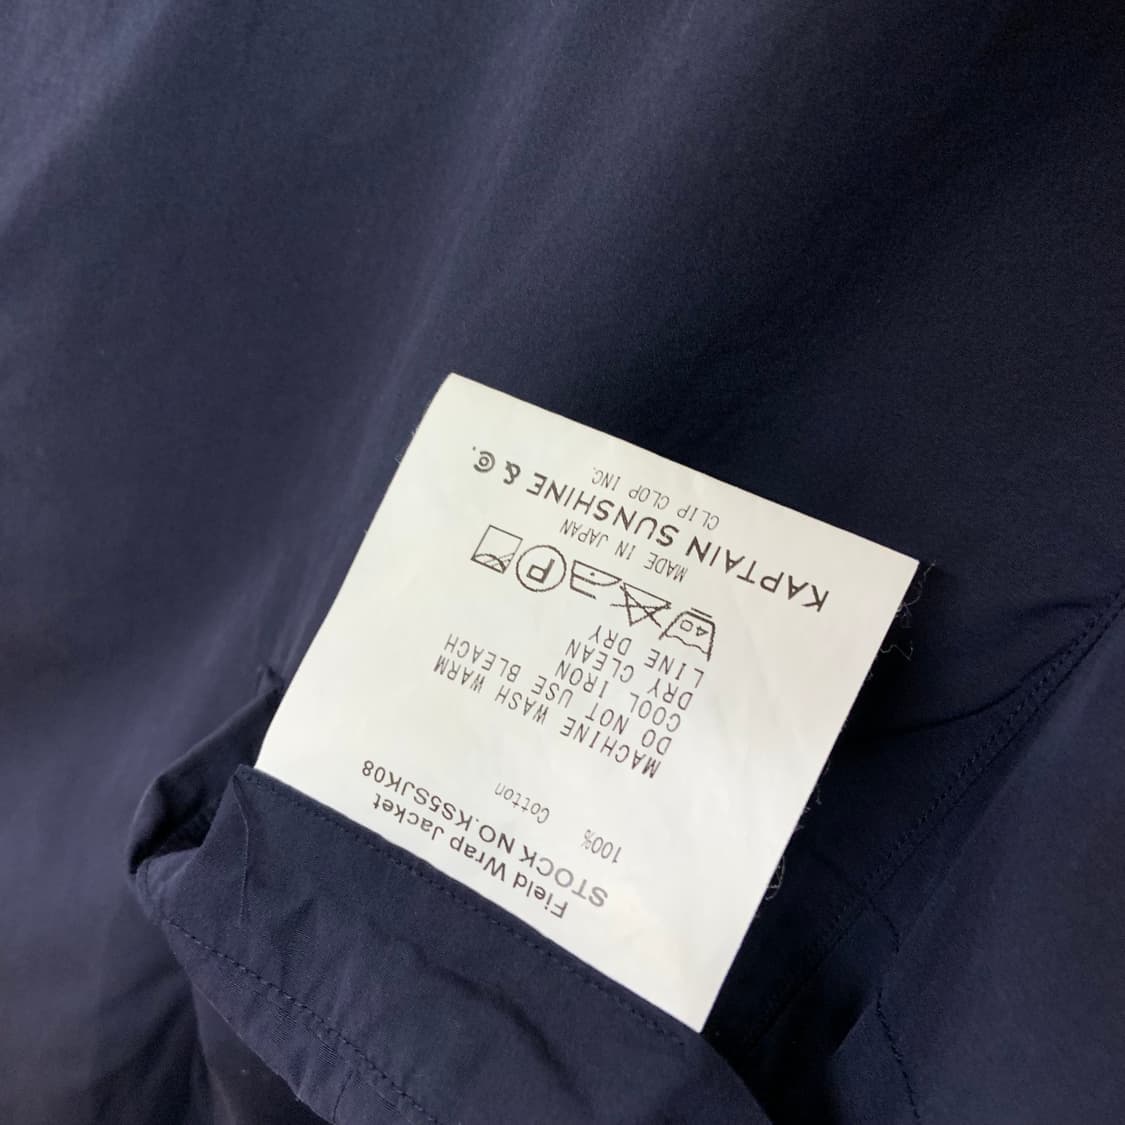 Field Wrap Jacket
STOCK NO.KS5SJK08
100% Cotton
MACHINE WASH WARM
DO NOT USE BLEACH
COOL IRON
DRY CLEAN
LINE DRY
40 P
MADE IN JAPAN
KAPTAIN SUNSHINE & Co.
CLIP CLOP INC.